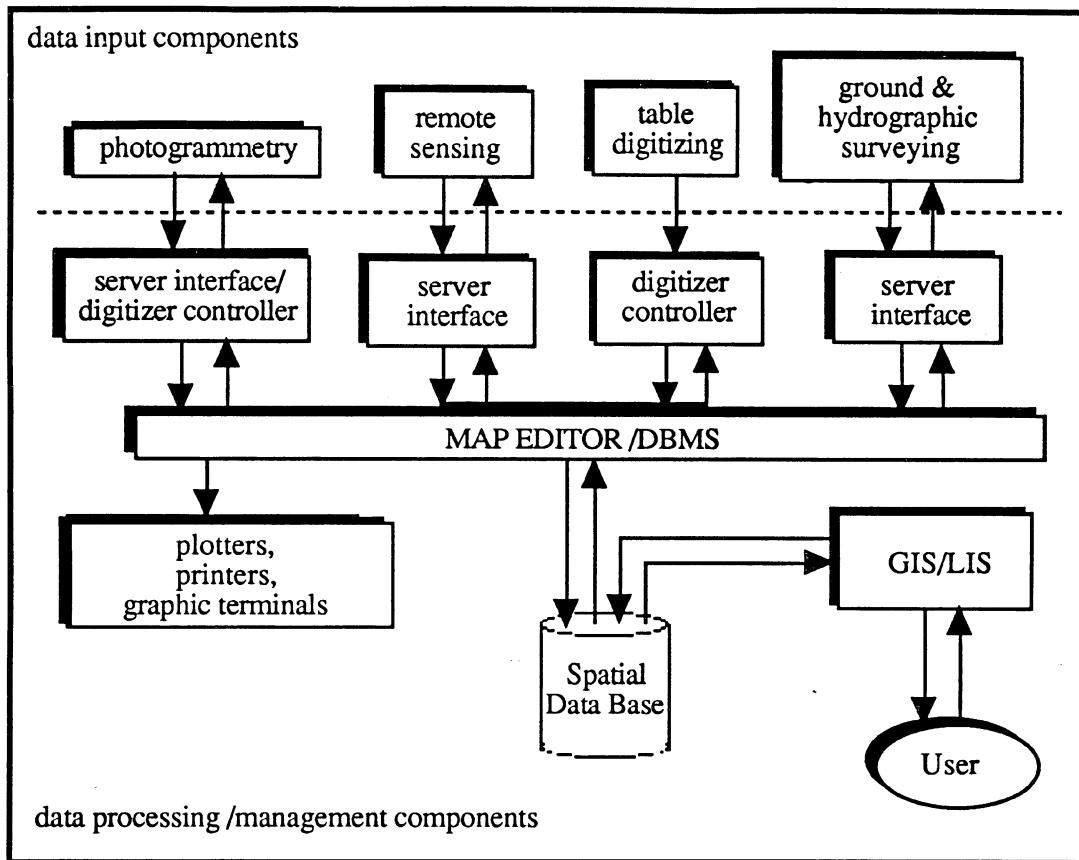 data input components
photogrammetry
remote
sensing
table
digitizing
ground &
hydrographic
surveying
server interface/
digitizer controller
server
interface
digitizer
controller
server
interface
MAP EDITOR /DBMS
plotters,
printers,
graphic terminals
GIS/LIS
Spatial
Data Base
User
data processing /management components